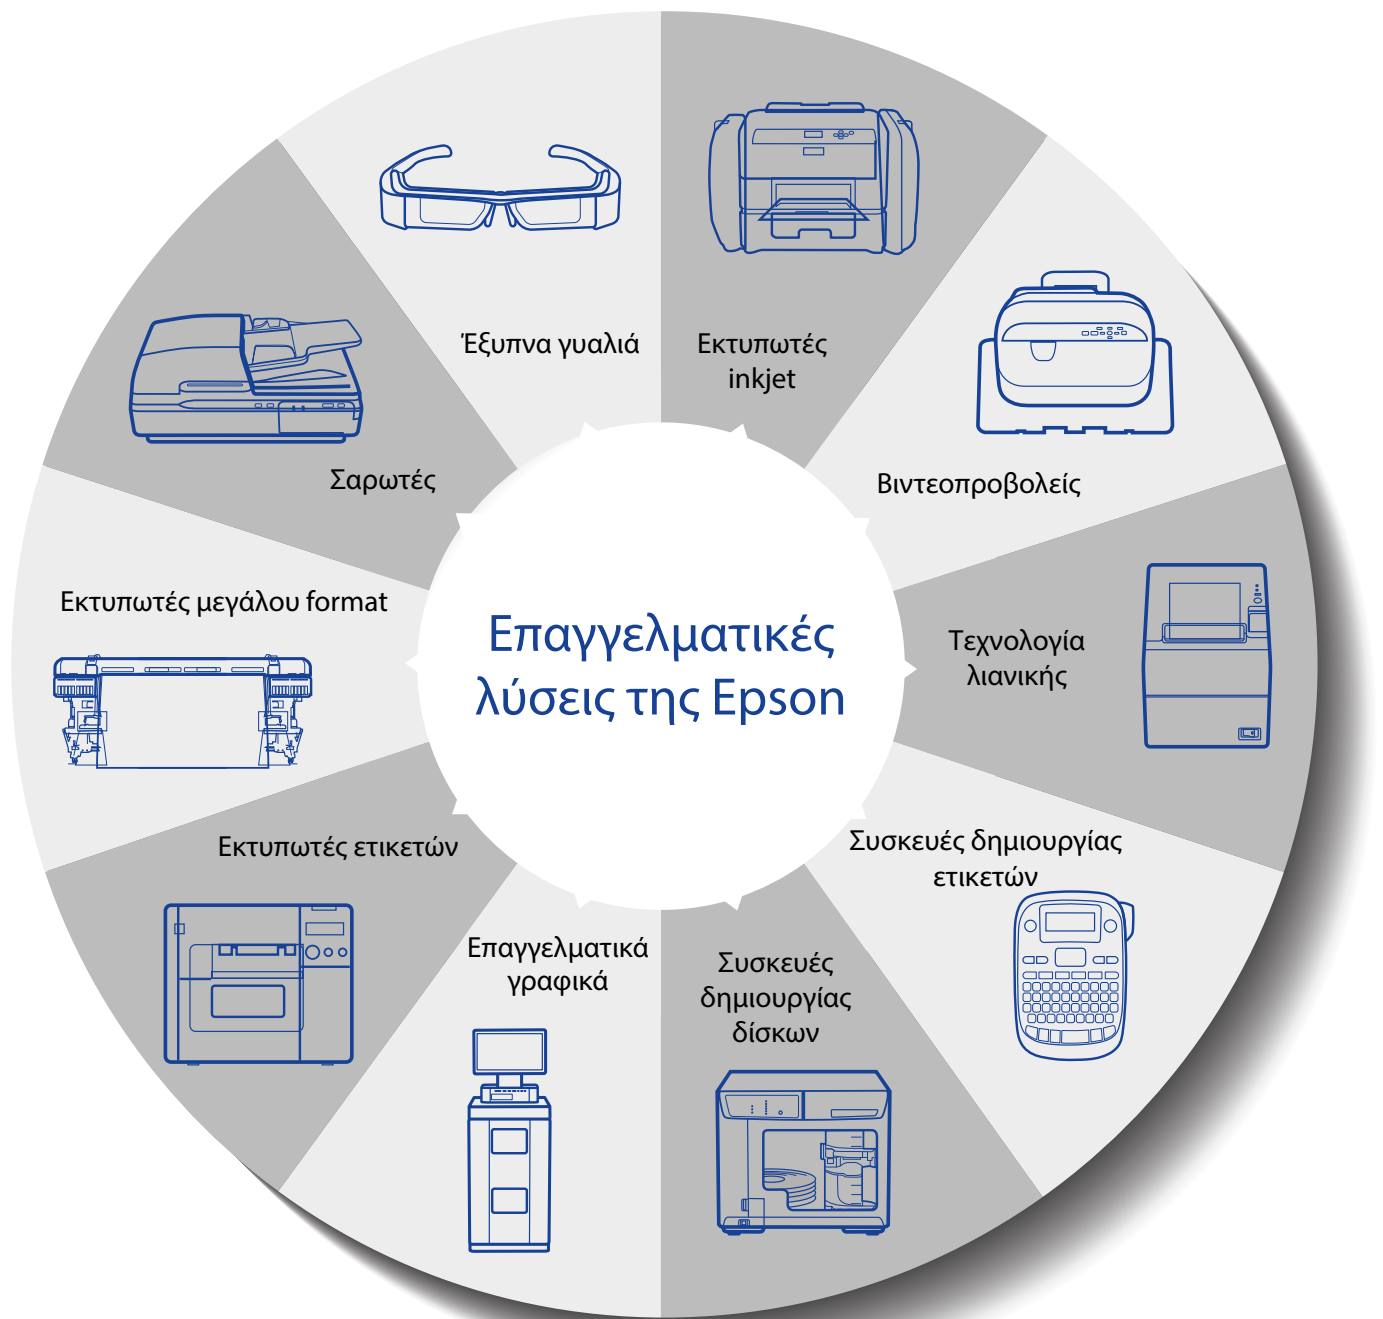 Έξυπνα γυαλιά
Εκτυπωτές
inkjet
Βιντεοπροβολείς
Τεχνολογία
λιανικής
Συσκευές δημιουργίας
ετικετών
Συσκευές
δημιουργίας
δίσκων
Επαγγελματικά
γραφικά
Εκτυπωτές ετικετών
Εκτυπωτές μεγάλου format
Σαρωτές
Επαγγελματικές
λύσεις της Epson